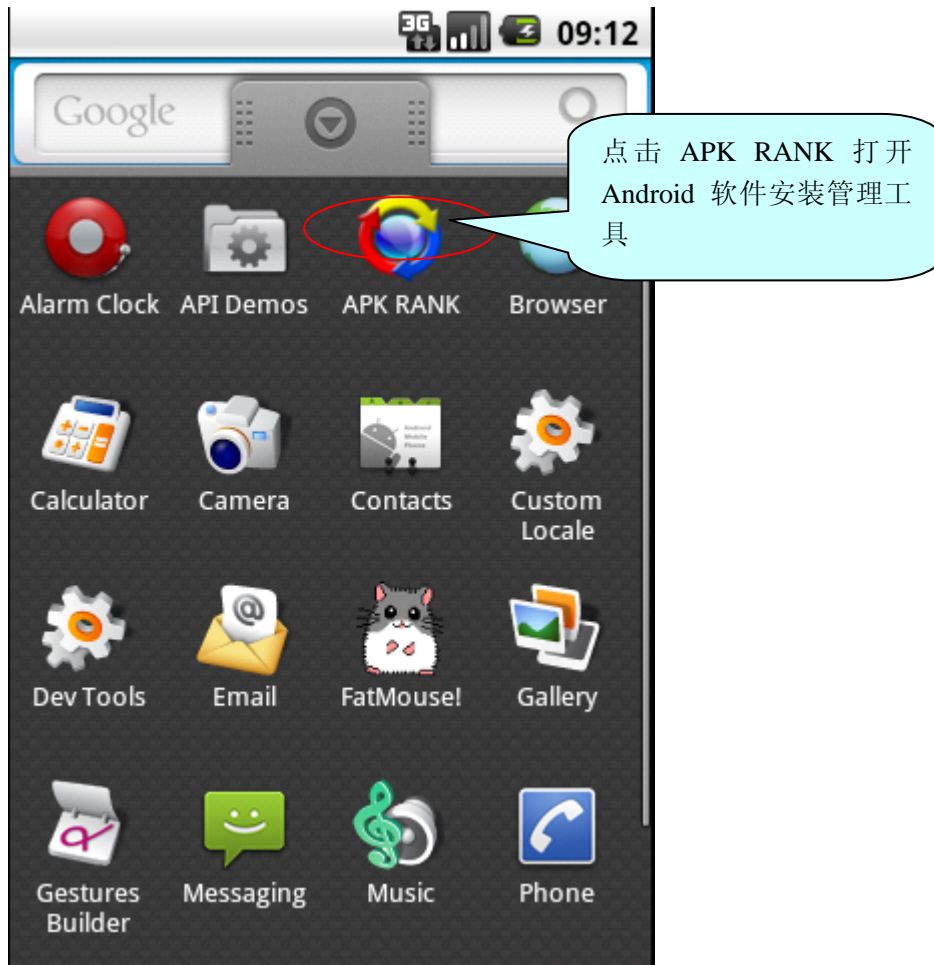 3G 09:12
Google
点击 APK RANK 打开
Android 软件安装管理工
具
Alarm Clock API Demos APK RANK Browser
Calculator Camera Contacts Custom
Locale
Dev Tools Email FatMouse! Gallery
Gestures Messaging Music Phone
Builder